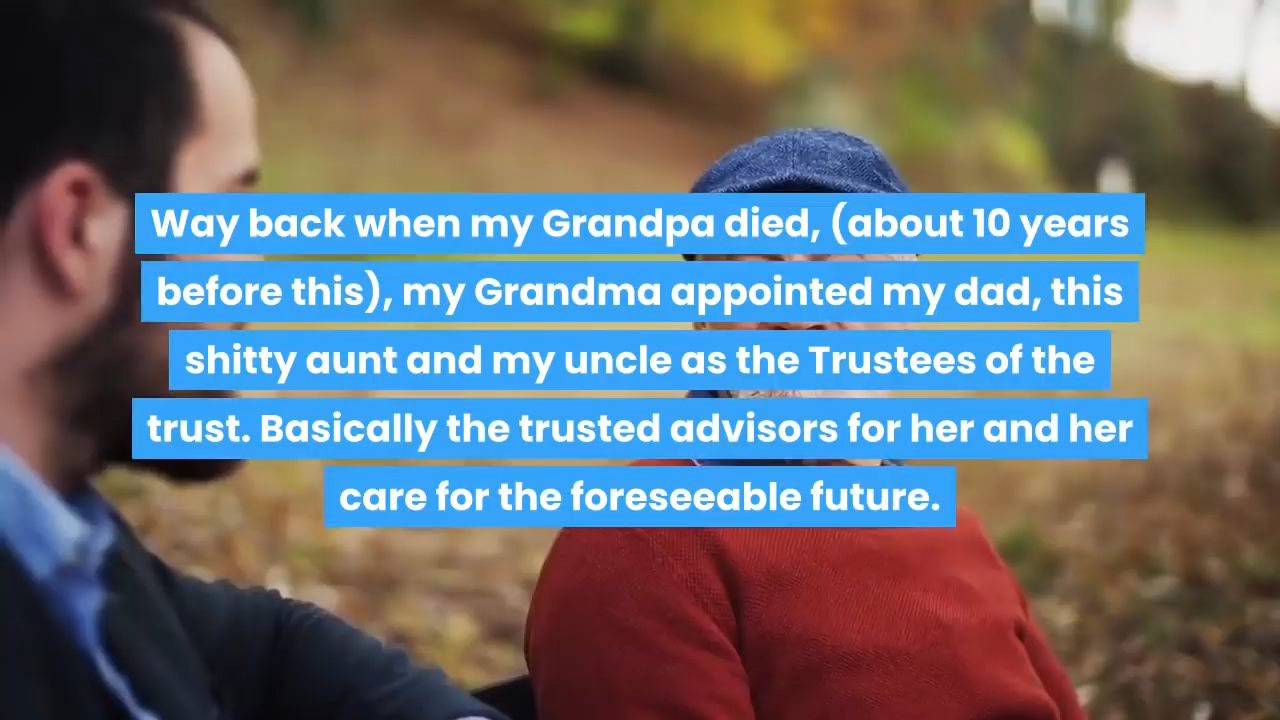 Way back when my Grandpa died, (about 10 years
before this), my Grandma appointed my dad, this
shitty aunt and my uncle as the Trustees of the
trust. Basically the trusted advisors for her and her
care for the foreseeable future.